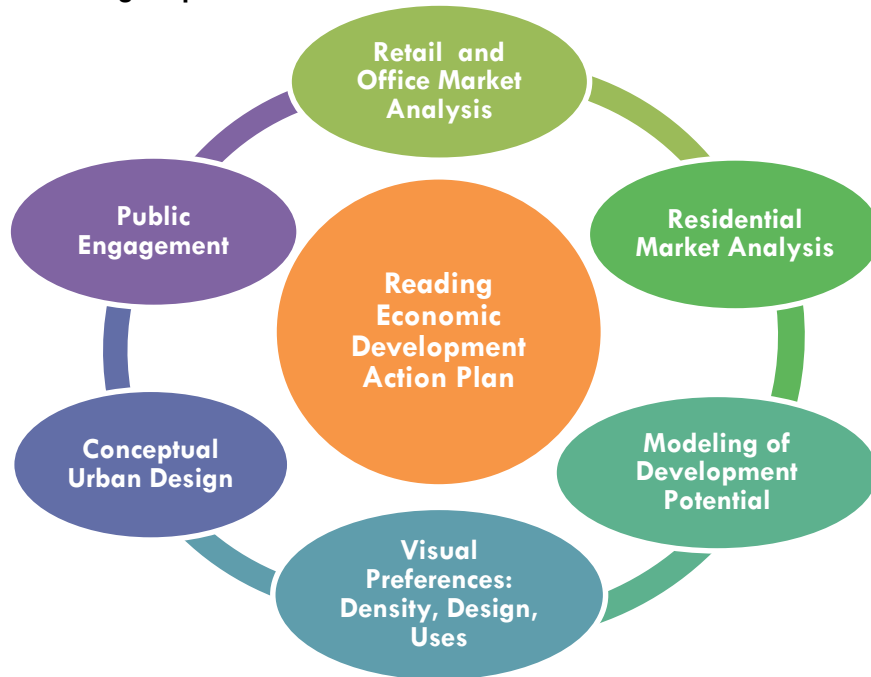 Retail and
Office Market
Analysis
Public
Engagement
Residential
Market Analysis
Reading
Economic
Development
Action Plan
Conceptual
Urban Design
Modeling of
Development
Potential
Visual
Preferences:
Density, Design,
Uses